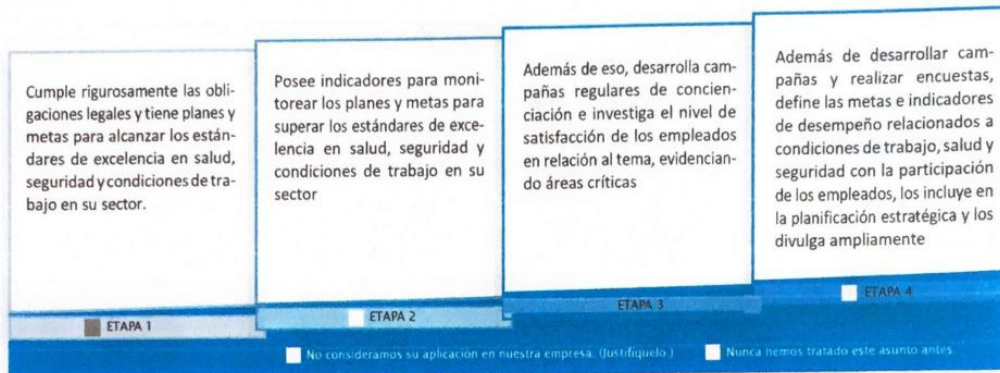 Cumple rigurosamente las obli-
gaciones legales y tiene planes y
metas para alcanzar los están-
dares de excelencia en salud,
seguridad y condiciones de tra-
bajo en su sector.
ETAPA 1
Posee indicadores para moni-
torear los planes y metas para
superar los estándares de exce-
lencia en salud, seguridad y
condiciones de trabajo en su
sector
ETAPA 2
Además de eso, desarrolla cam-
pañas regulares de concien-
ciación e investiga el nivel de
satisfacción de los empleados
en relación al tema, evidencian-
do áreas críticas
ETAPA 3
Además de desarrollar cam-
pañas y realizar encuestas,
define las metas e indicadores
de desempeño relacionados a
condiciones de trabajo, salud y
seguridad con la participación
de los empleados, los incluye en
la planificación estratégica y los
divulga ampliamente
ETAPA 4
No consideramos su aplicación en nuestra empresa. (Justifíquelo.)
Nunca hemos tratado este asunto antes.